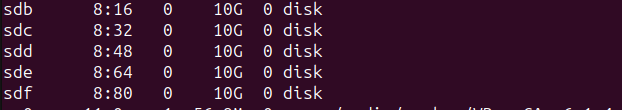 sdb 8:16 0 10G 0 disk
sdc 8:32 0 10G 0 disk
sdd 8:48 0 10G 0 disk
sde 8:64 0 10G 0 disk
sdf 8:80 0 10G 0 disk